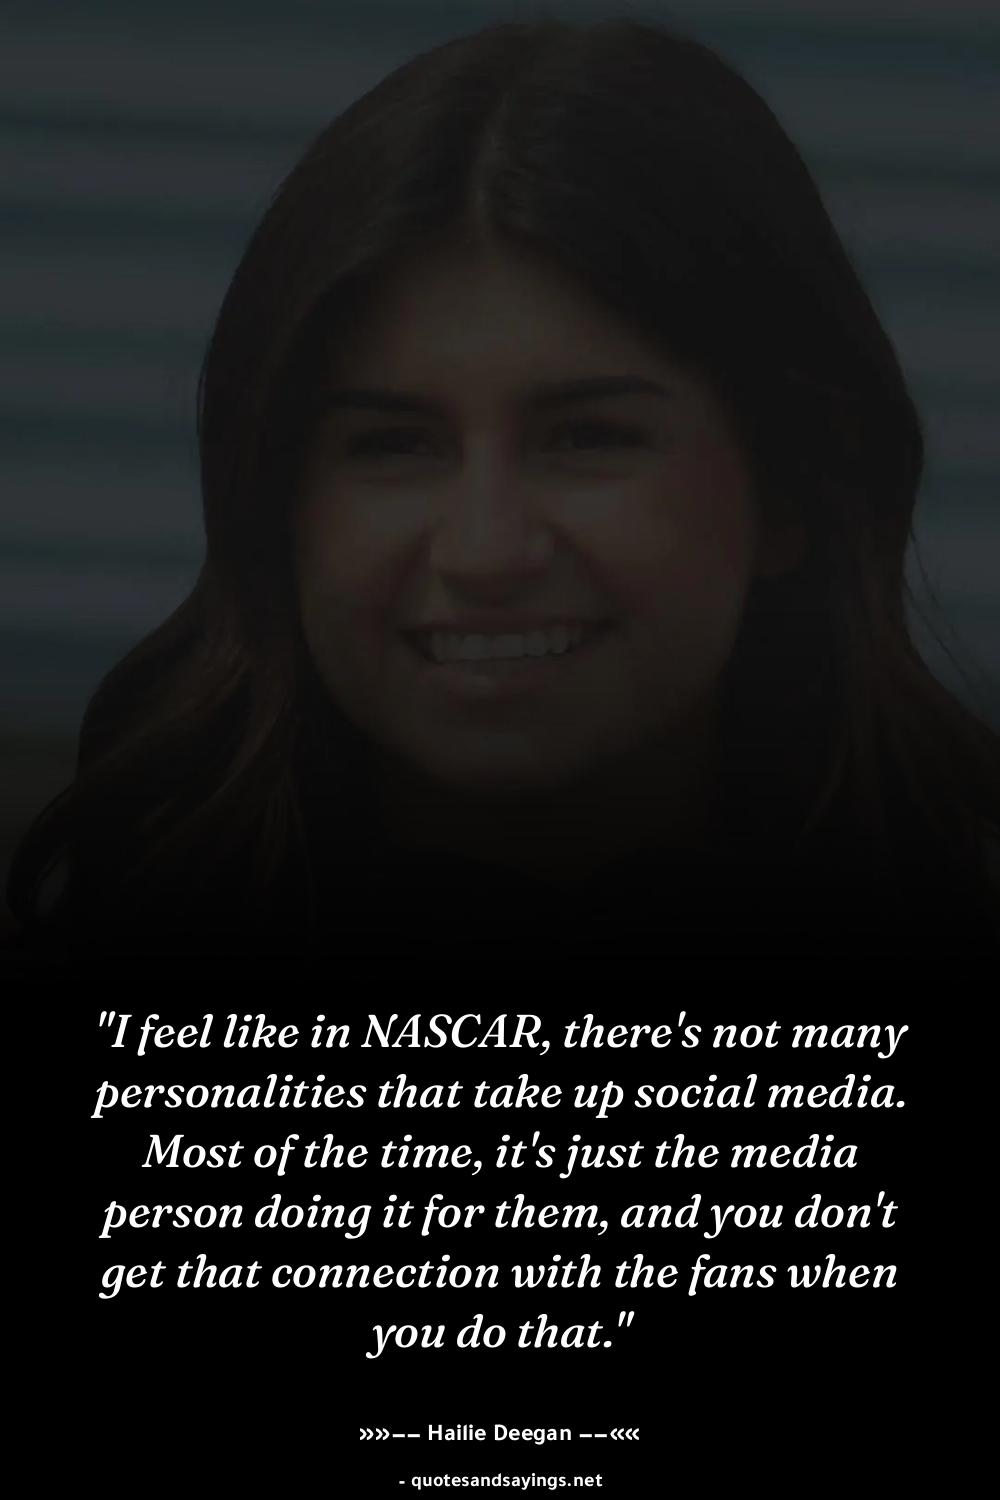 "I feel like in NASCAR, there's not many
personalities that take up social media.
Most of the time, it's just the media
person doing it for them, and you don't
get that connection with the fans when
you do that."
»»−− Hailie Deegan −−««
- quotesandsayings.net